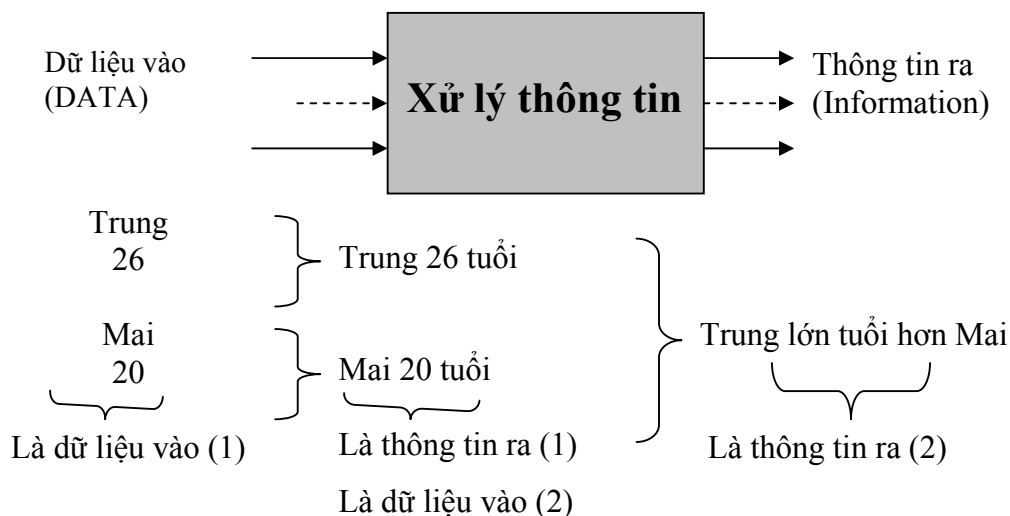 Dữ liệu vào
(DATA)
Xử lý thông tin
Thông tin ra
(Information)
Trung
26
Trung 26 tuổi
Mai
20
Mai 20 tuổi
Trung lớn tuổi hơn Mai
Là dữ liệu vào (1)
Là thông tin ra (1)
Là dữ liệu vào (2)
Là thông tin ra (2)